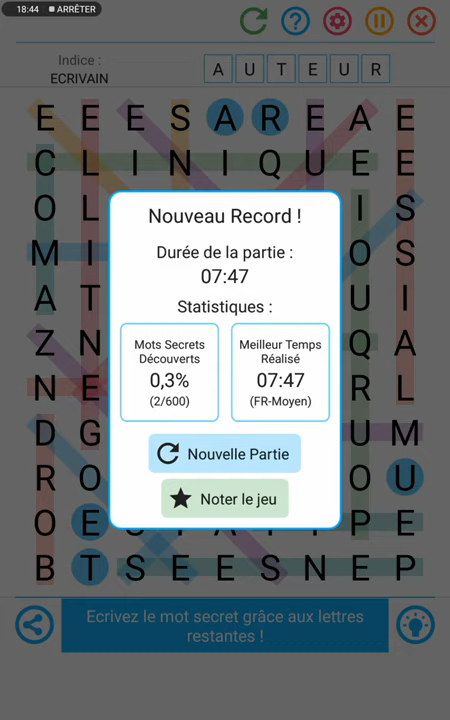 18:44 ARRÊTER
Indice :
ECRIVAIN
A U T E U R
E E E S A R E A E
C L I N I Q U E E
O L I S
M I O S
A T U I
Z N Q A
N E R L
D G U M
R O O U
O E S P A T I P E
B T S E E S N E P
Nouveau Record !
Durée de la partie :
07:47
Statistiques :
Mots Secrets
Découverts
0,3%
(2/600)
Meilleur Temps
Réalisé
07:47
(FR-Moyen)
Nouvelle Partie
Noter le jeu
Ecrivez le mot secret grâce aux lettres
restantes !